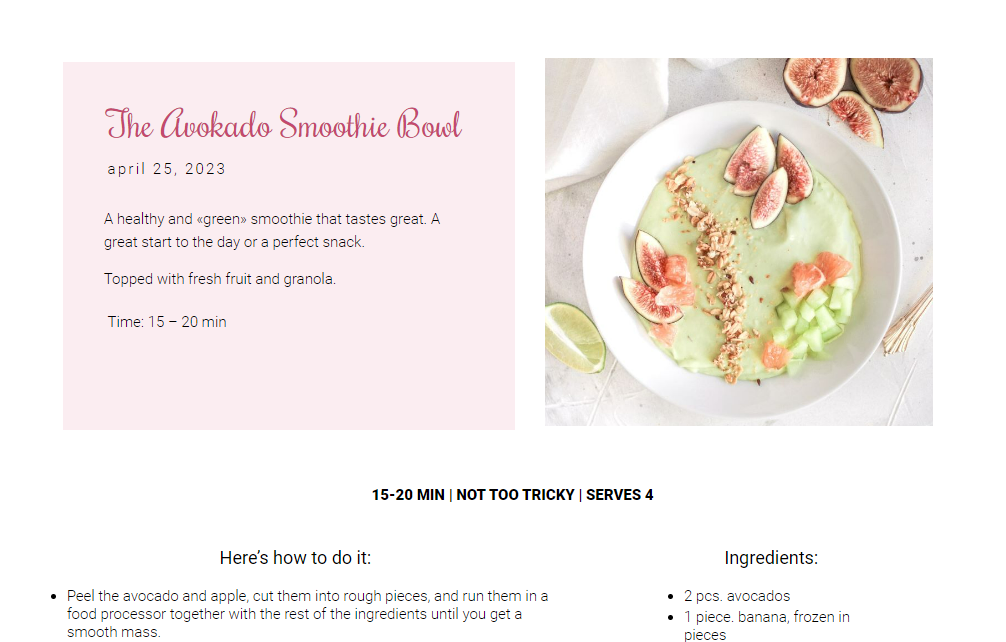 The Avokado Smoothie Bowl
april 25, 2023
A healthy and «green» smoothie that tastes great. A
great start to the day or a perfect snack.
Topped with fresh fruit and granola.
Time: 15 – 20 min
15-20 MIN | NOT TOO TRICKY | SERVES 4
Here’s how to do it:
• Peel the avocado and apple, cut them into rough pieces, and run them in a
food processor together with the rest of the ingredients until you get a
smooth mass.
Ingredients:
• 2 pcs. avocados
• 1 piece. banana, frozen in
pieces